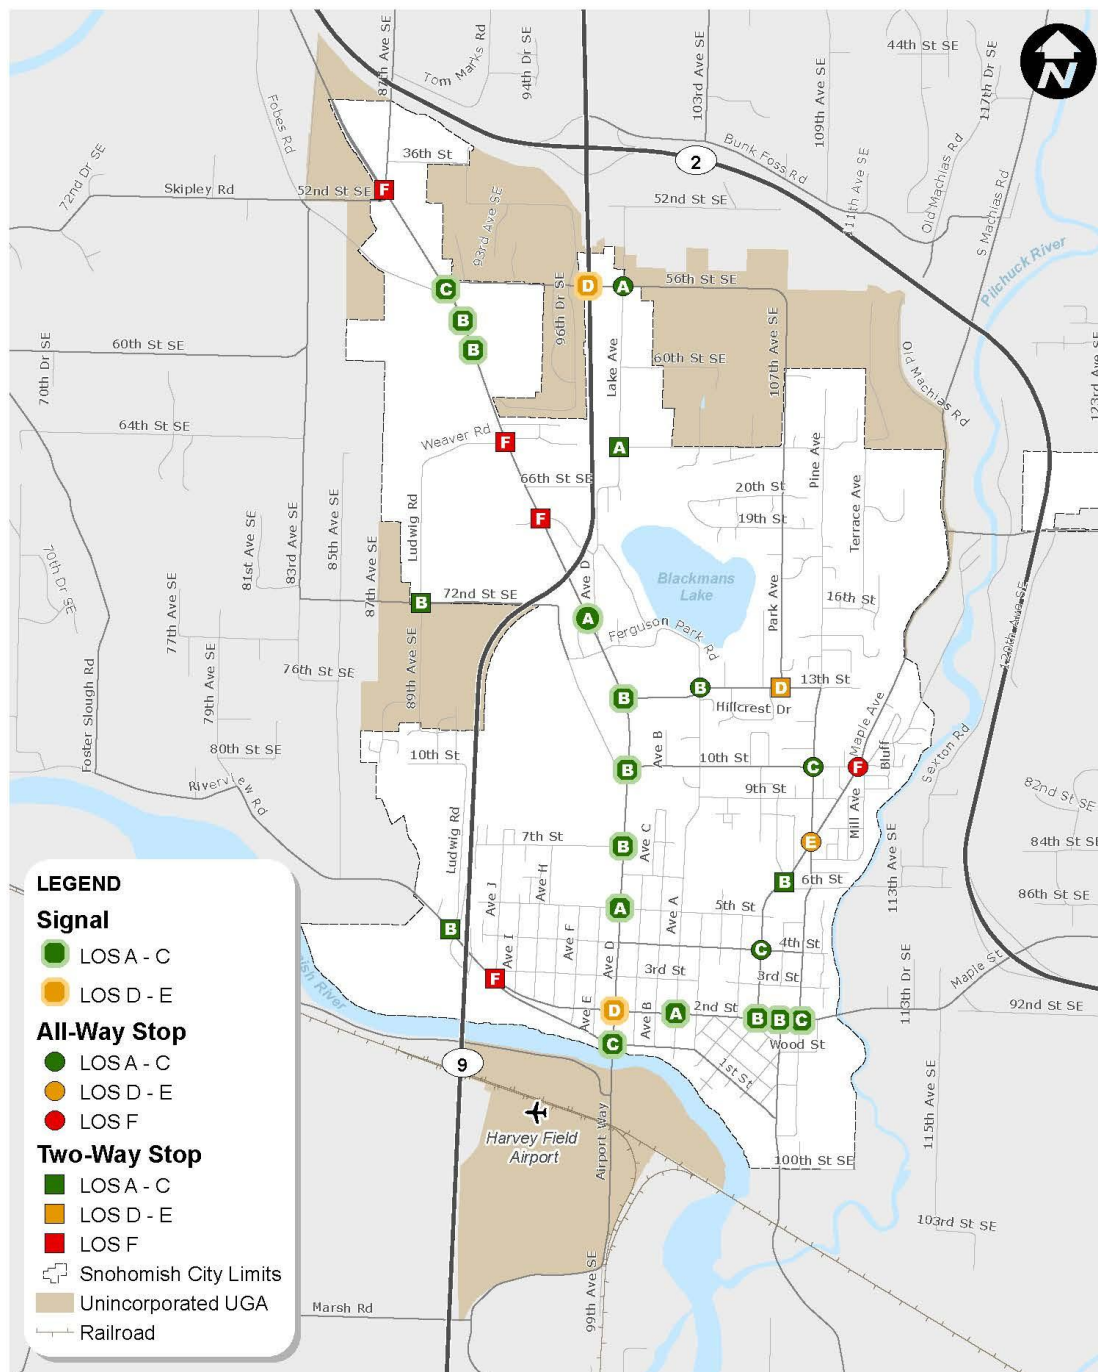 Tom Marks Rd
87th Ave SE
94th Dr SE
103rd Ave SE
44th St SE
109th Ave SE
117th Dr SE
N
Fobes Rd
72nd Dr SE
36th St
2
Bunk Foss Rd
111th Ave SE
Old Machias Rd
S Machias Rd
Skipley Rd
52nd St SE
F
52nd St SE
93rd Ave SE
Pilchuck River
C
D
A
56th St SE
B
96th Dr SE
B
60th St SE
70th Dr SE
Lake Ave
60th St SE
107th Ave SE
Old Machias Rd
123rd Ave SE
64th St SE
Weaver Rd
F
A
Pine Ave
66th St SE
20th St
19th St
Terrace Ave
F
Ludwig Rd
81st Ave SE
83rd Ave SE
85th Ave SE
87th Ave SE
70th Dr SE
77th Ave SE
Ave D
Blackmans
Lake
B
72nd St SE
Park Ave
16th St
A
Ferguson Park Rd
120th Ave SE
76th St SE
89th Ave SE
79th Ave SE
Foster Slough Rd
B
B
D
13th St
Hillcrest Dr
Maple Ave
Bluff
Sexton Rd
80th St SE
10th St
Ave B
B
10th St
C
F
Riverview Rd
9th St
Mill Ave
82nd St SE
Ludwig Rd
7th St
B
Ave C
E
113th Ave SE
84th St SE
Ave J
Ave H
B
6th St
86th St SE
A
Ave A
5th St
B
Ave I
Ave F
Ave D
C
4th St
3rd St
3rd St
Maple St
113th Dr SE
F
Ave E
D
Ave B
A
2nd St
B
B
C
92nd St SE
ish River
C
Wood St
1st St
9
115th Ave SE
Harvey Field
Airport
Airport Way
100th St SE
103rd St SE
Marsh Rd
99th Ave SE
LEGEND
Signal
LOS A - C
LOS D - E
All-Way Stop
LOS A - C
LOS D - E
LOS F
Two-Way Stop
LOS A - C
LOS D - E
LOS F
Snohomish City Limits
Unincorporated UGA
Railroad